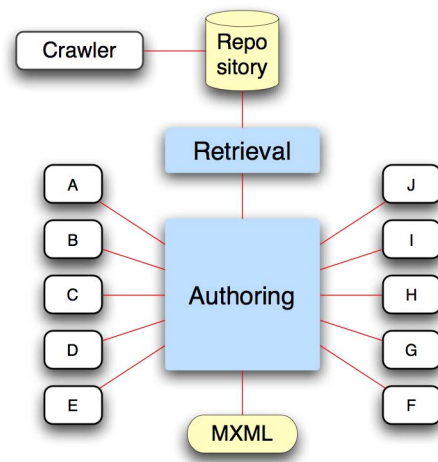 Crawler
Repo
sitory
Retrieval
A
J
B
I
C
Authoring
H
D
G
E
F
MXML